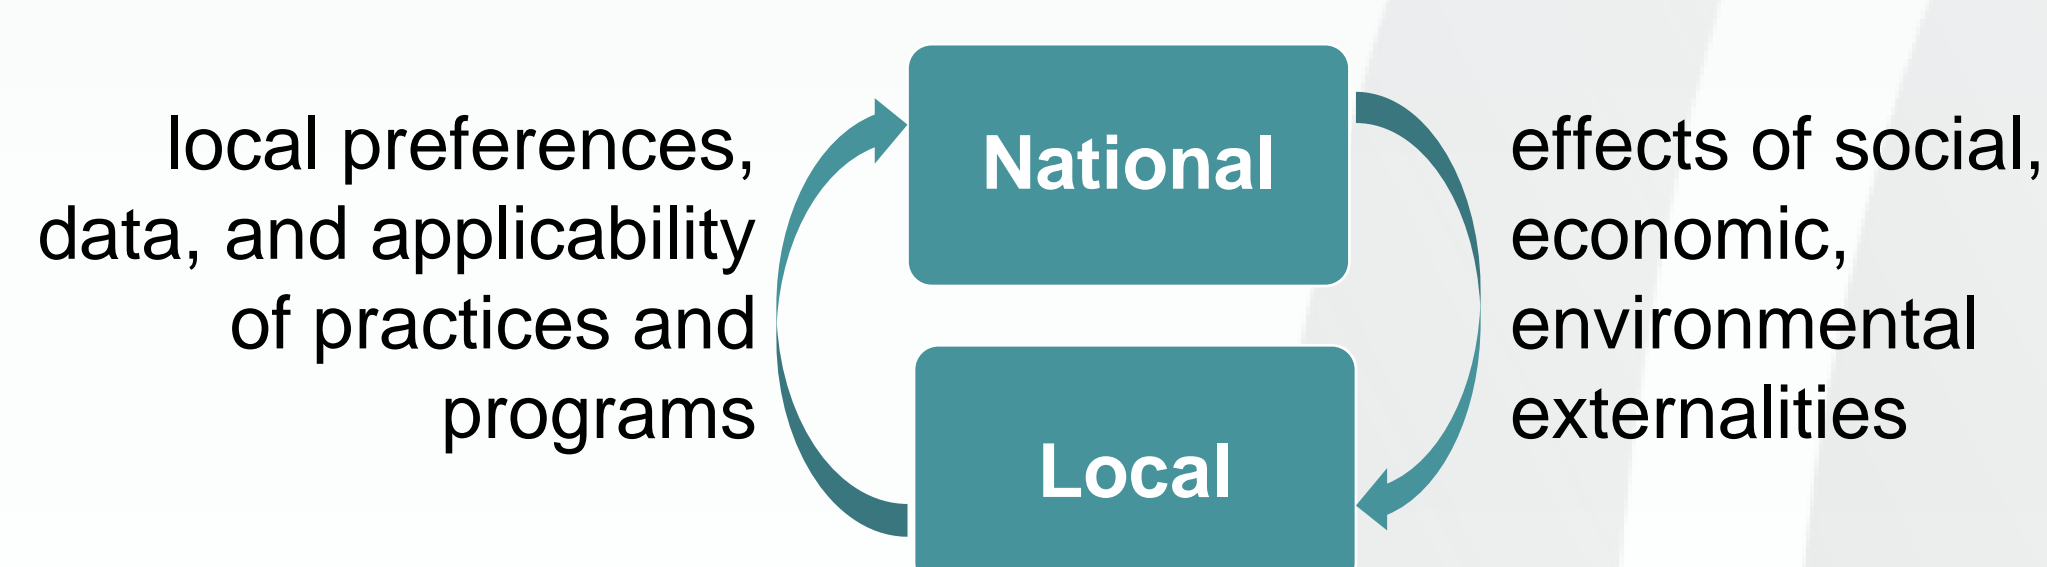 local preferences,
data, and applicability
of practices and
programs
National
Local
effects of social,
economic,
environmental
externalities